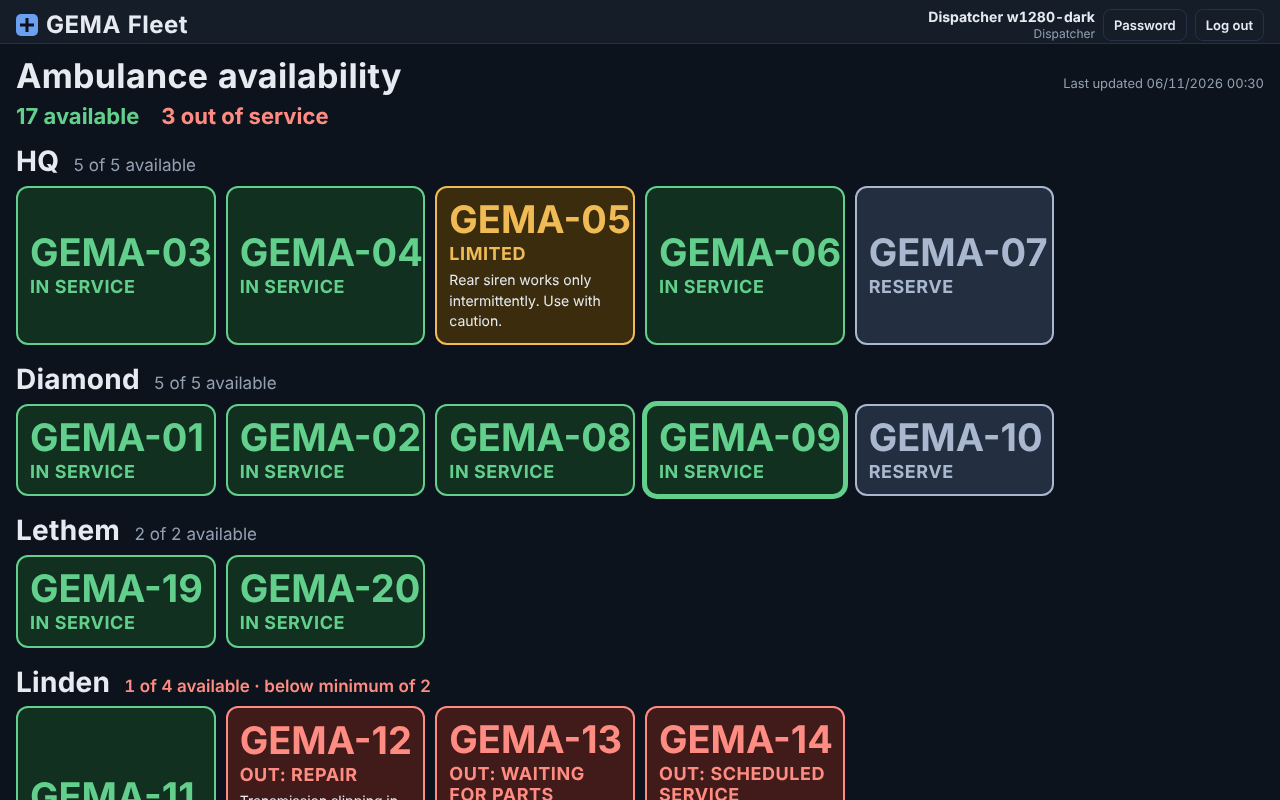 GEMA Fleet
Dispatcher w1280-dark
Dispatcher
Password
Log out
Ambulance availability
Last updated 06/11/2026 00:30
17 available 3 out of service
HQ 5 of 5 available
GEMA-03
IN SERVICE
GEMA-04
IN SERVICE
GEMA-05
LIMITED
Rear siren works only
intermittently. Use with
caution.
GEMA-06
IN SERVICE
GEMA-07
RESERVE
Diamond 5 of 5 available
GEMA-01
IN SERVICE
GEMA-02
IN SERVICE
GEMA-08
IN SERVICE
GEMA-09
IN SERVICE
GEMA-10
RESERVE
Lethem 2 of 2 available
GEMA-19
IN SERVICE
GEMA-20
IN SERVICE
Linden 1 of 4 available · below minimum of 2
GEMA-11
GEMA-12
OUT: REPAIR
Transmission slipping in
GEMA-13
OUT: WAITING
FOR PARTS
GEMA-14
OUT: SCHEDULED
SERVICE